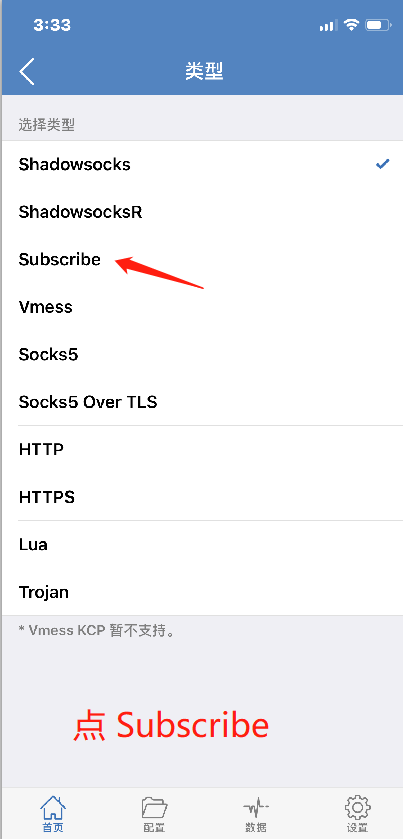 3:33
类型
选择类型
Shadowsocks
ShadowsocksR
Subscribe
Vmess
Socks5
Socks5 Over TLS
HTTP
HTTPS
Lua
Trojan
* Vmess KCP 暂不支持。
点 Subscribe
首页 配置 数据 设置